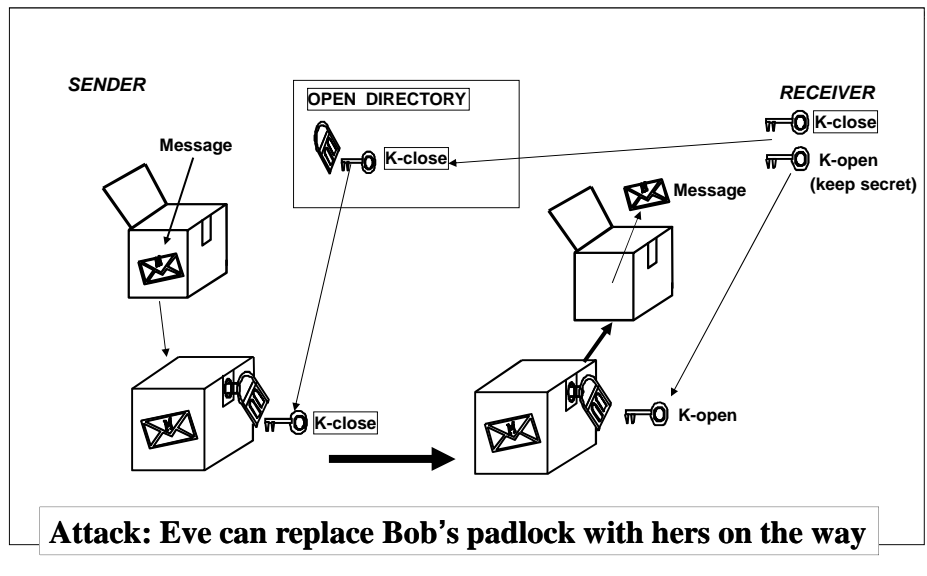 SENDER
OPEN DIRECTORY
RECEIVER
K-close
Message
K-close
K-open
(keep secret)
Message
K-close
K-open
Attack: Eve can replace Bob’s padlock with hers on the way